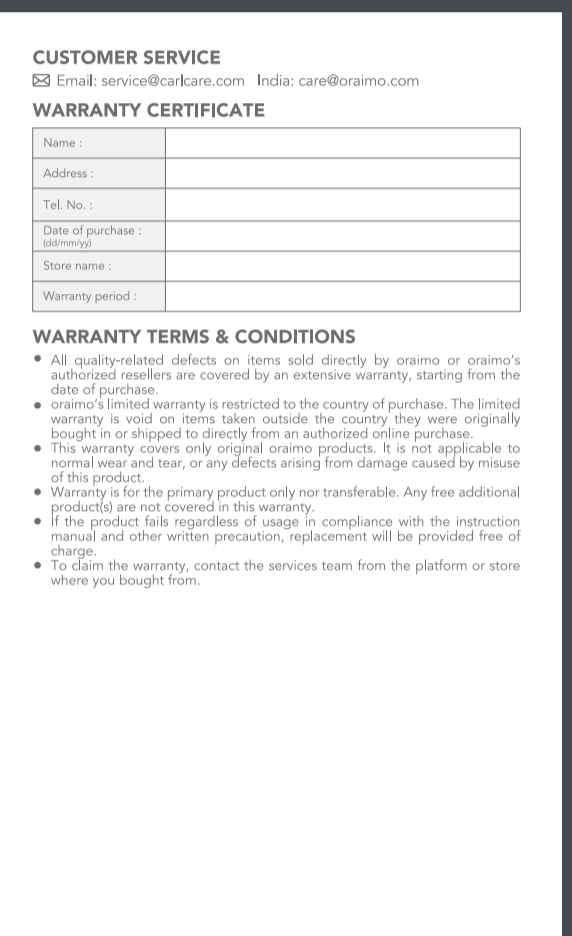 CUSTOMER SERVICE
Email: service@carlcare.com India: care@oraimo.com
WARRANTY CERTIFICATE
Name :
Address :
Tel. No. :
Date of purchase :
(dd/mm/yy)
Store name :
Warranty period :
WARRANTY TERMS & CONDITIONS
● All quality-related defects on items sold directly by oraimo or oraimo's
authorized resellers are covered by an extensive warranty, starting from the
date of purchase.
● oraimo's limited warranty is restricted to the country of purchase. The limited
warranty is void on items taken outside the country they were originally
bought in or shipped to directly from an authorized online purchase.
● This warranty covers only original oraimo products. It is not applicable to
normal wear and tear, or any defects arising from damage caused by misuse
of this product.
● Warranty is for the primary product only nor transferable. Any free additional
product(s) are not covered in this warranty.
● If the product fails regardless of usage in compliance with the instruction
manual and other written precaution, replacement will be provided free of
charge.
● To claim the warranty, contact the services team from the platform or store
where you bought from.